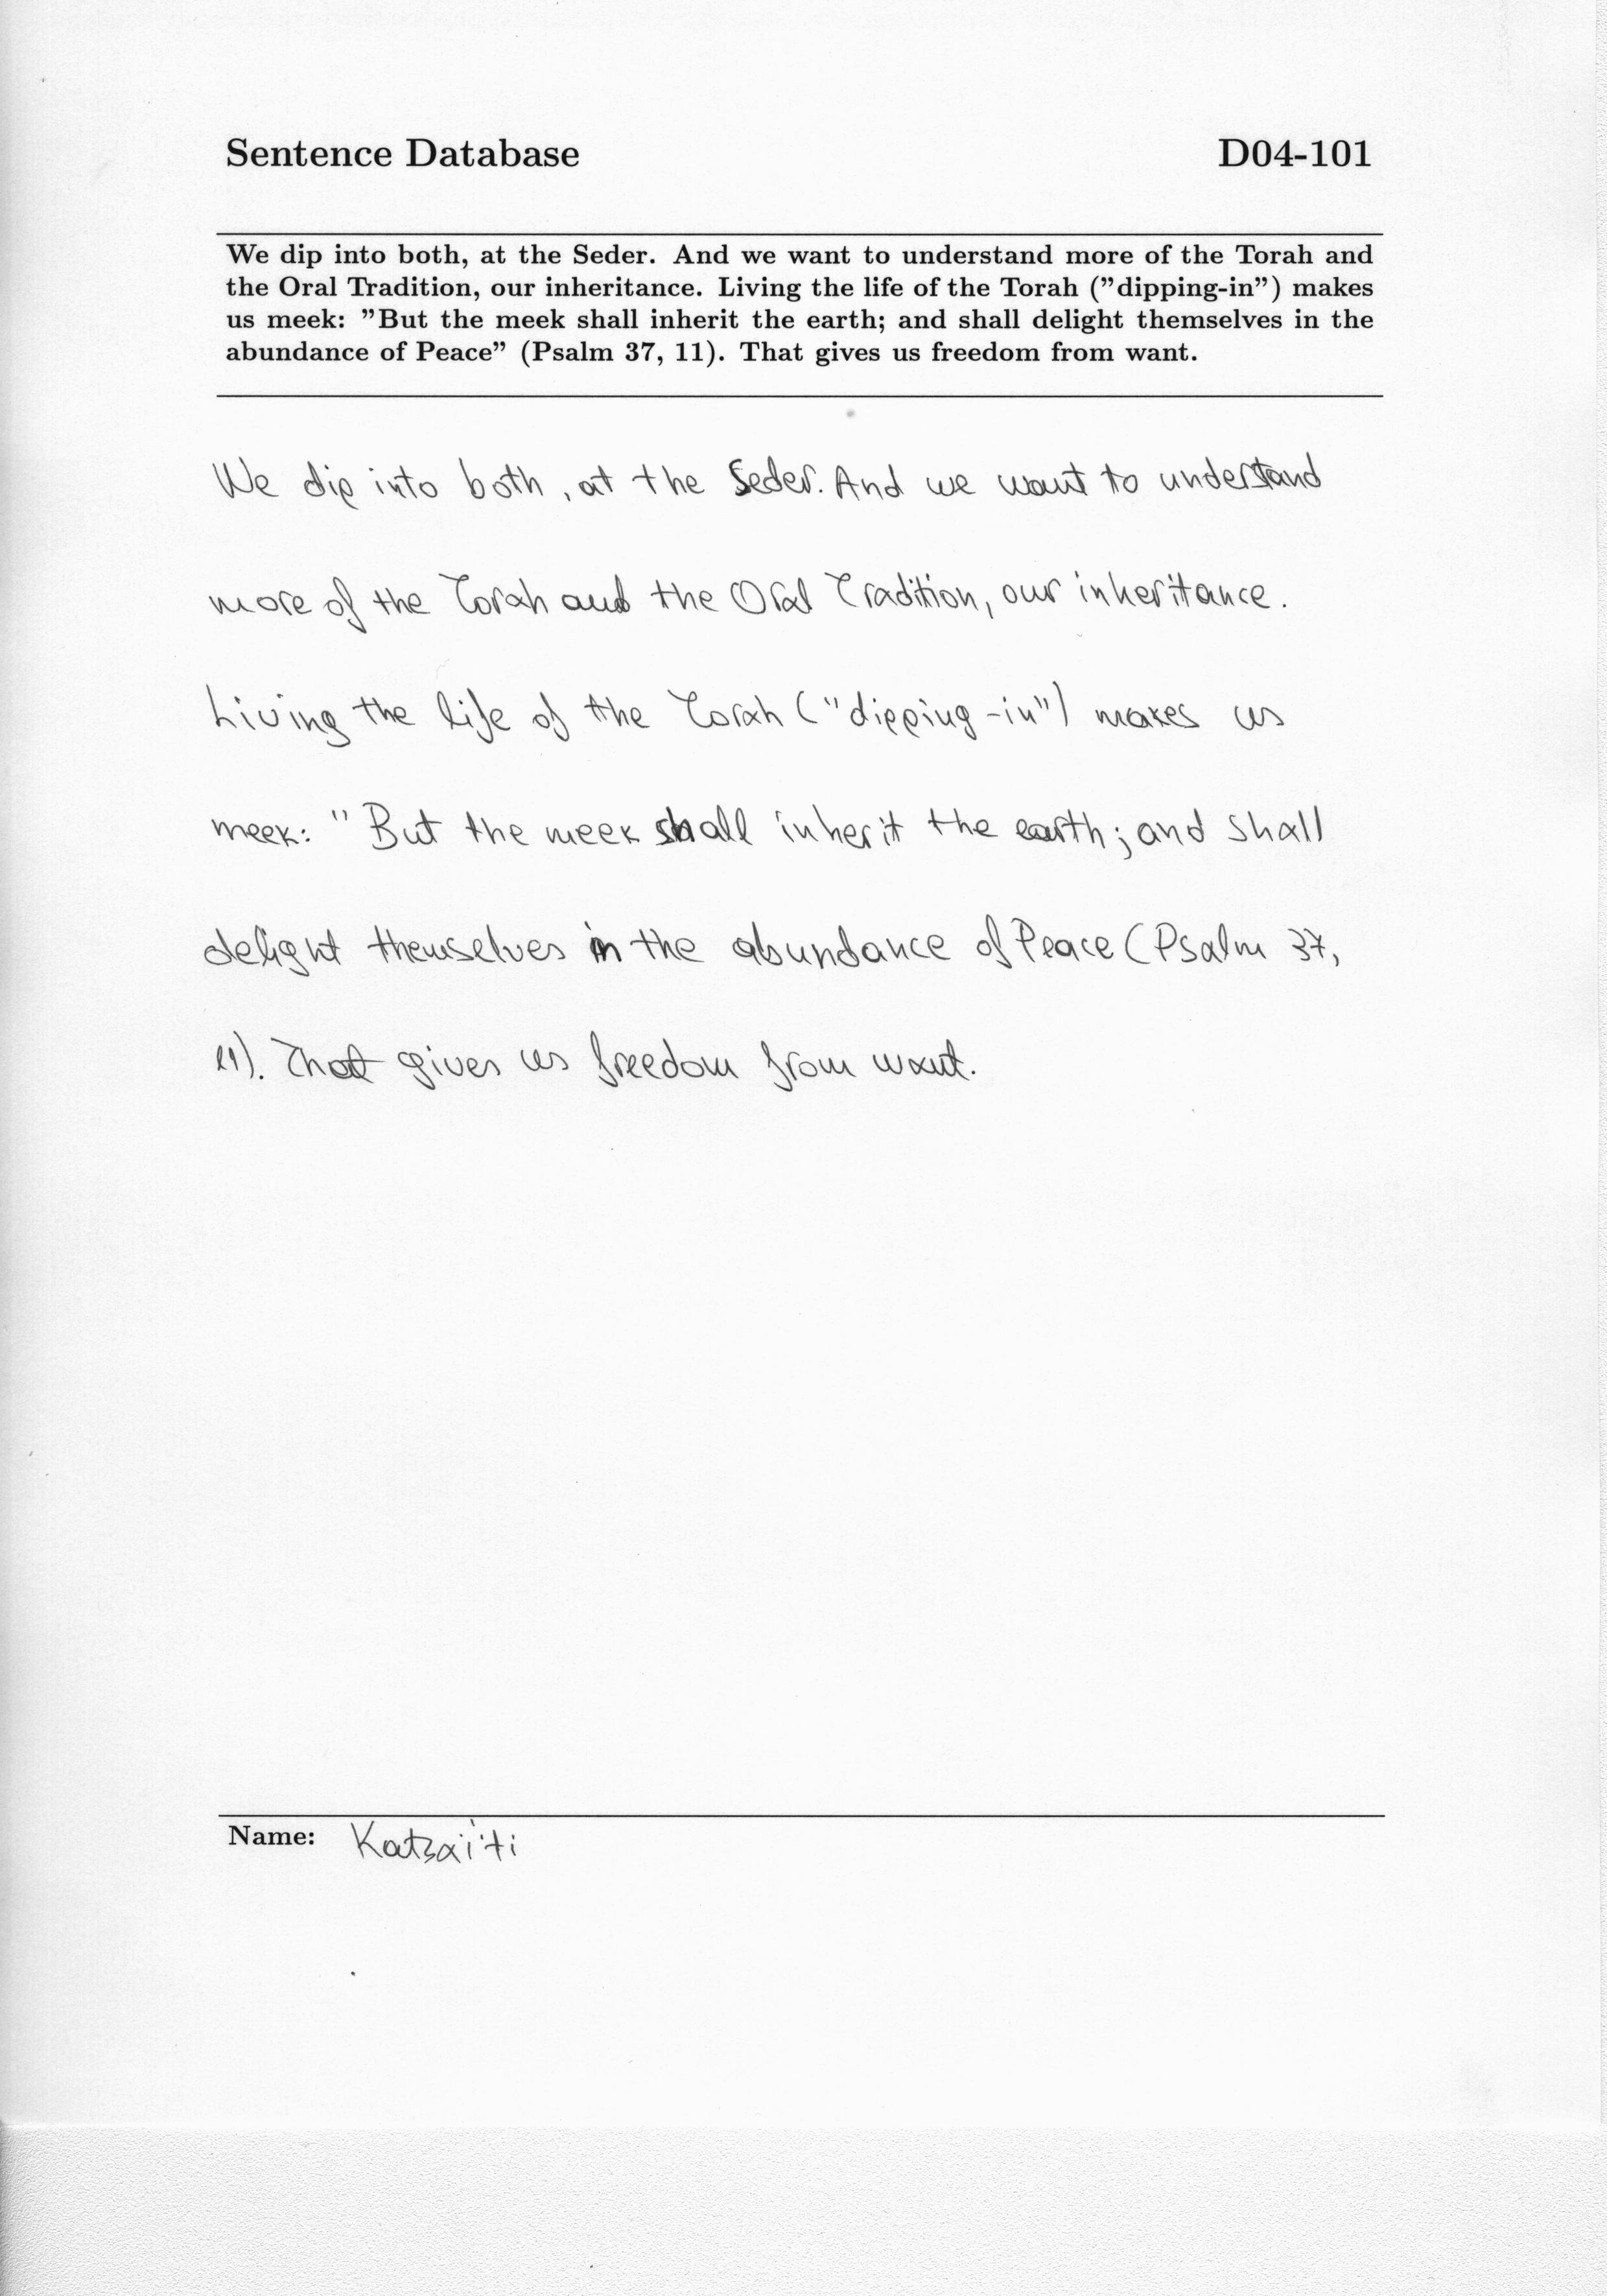 Sentence Database D04-101
We dip into both, at the Seder. And we want to understand more of the Torah and
the Oral Tradition, our inheritance. Living the life of the Torah (”dipping-in”) makes
us meek: ”But the meek shall inherit the earth; and shall delight themselves in the
abundance of Peace” (Psalm 37, 11). That gives us freedom from want.
We dip into both, at the Seder. And we want to understand
more of the Torah and the Oral Tradition, our inheritance.
Living the life of the Torah ("dipping-in") makes us
meek: "But the meek shall inherit the earth; and shall
delight themselves in the abundance of Peace (Psalm 37,
11). That gives us freedom from want.
Name: Katsaiti